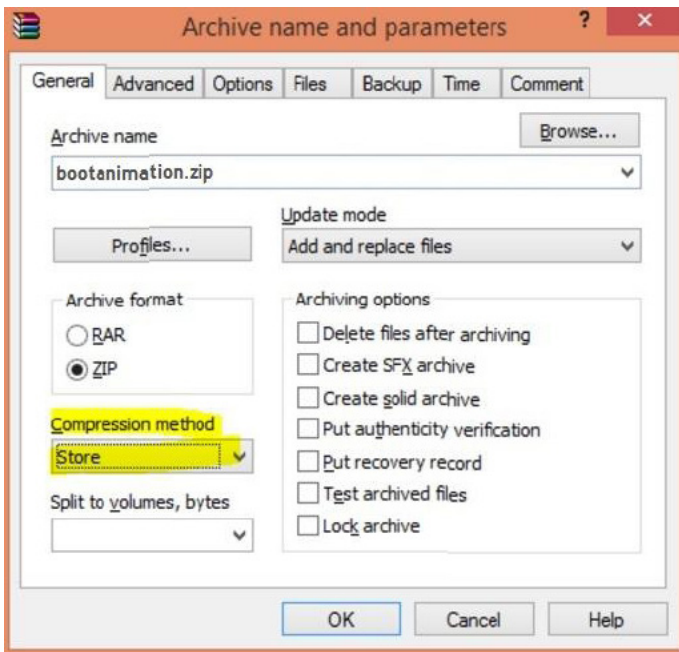 Archive name and parameters
?
×
General Advanced Options Files Backup Time Comment
Archive name
Browse...
bootanimation.zip
Update mode
Profiles...
Add and replace files
Archive format
RAR
ZIP
Archiving options
Delete files after archiving
Create SFX archive
Create solid archive
Put authenticity verification
Put recovery record
Test archived files
Lock archive
Compression method
Store
Split to volumes, bytes
OK Cancel Help